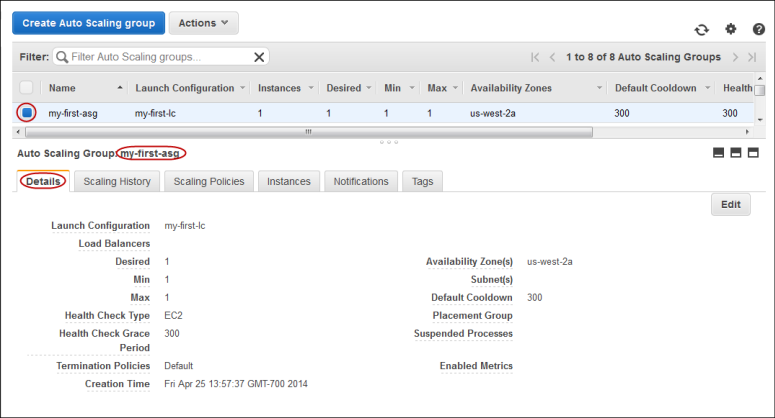 Create Auto Scaling group Actions
Filter: Filter Auto Scaling groups... 1 to 8 of 8 Auto Scaling Groups
Name Launch Configuration Instances Desired Min Max Availability Zones Default Cooldown Health
my-first-asg my-first-lc 1 1 1 1 us-west-2a 300 300
Auto Scaling Group: my-first-asg
Details Scaling History Scaling Policies Instances Notifications Tags
Edit
Launch Configuration my-first-lc
Load Balancers
Desired 1 Availability Zone(s) us-west-2a
Min 1 Subnet(s)
Max 1 Default Cooldown 300
Health Check Type EC2 Placement Group
Health Check Grace 300 Suspended Processes
Period
Termination Policies Default Enabled Metrics
Creation Time Fri Apr 25 13:57:37 GMT-700 2014